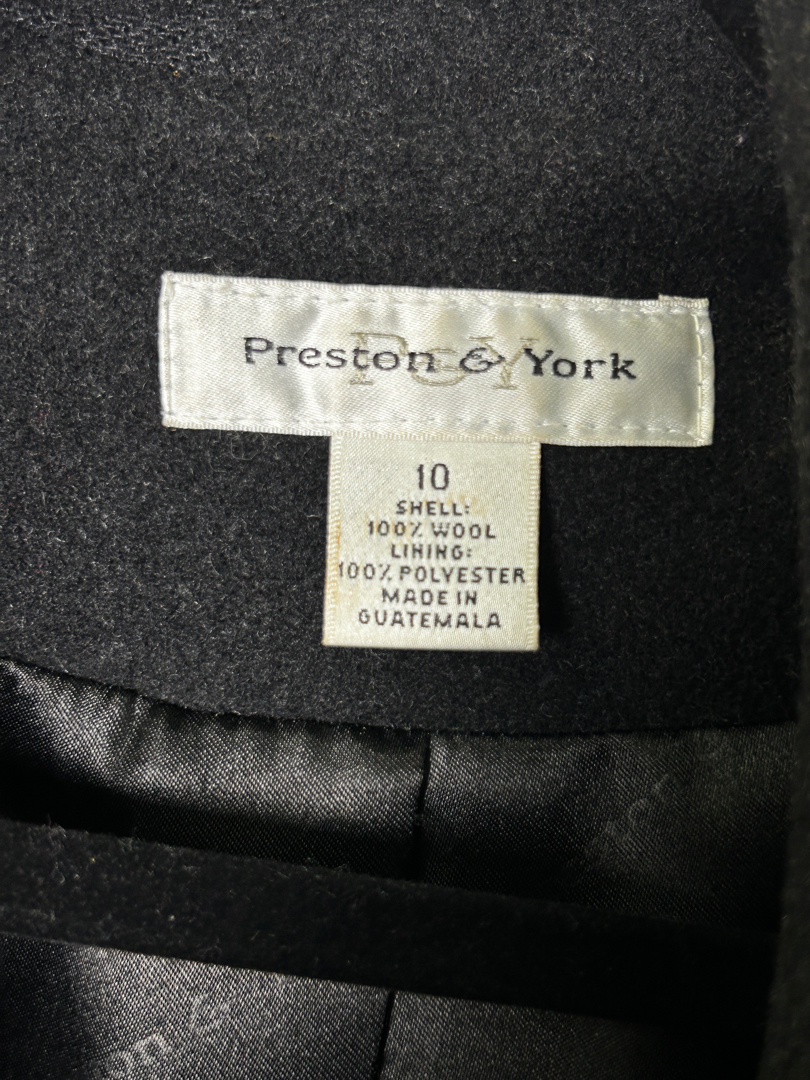 Preston & York
P&Y
10
SHELL:
100% WOOL
LINING:
100% POLYESTER
MADE IN
GUATEMALA